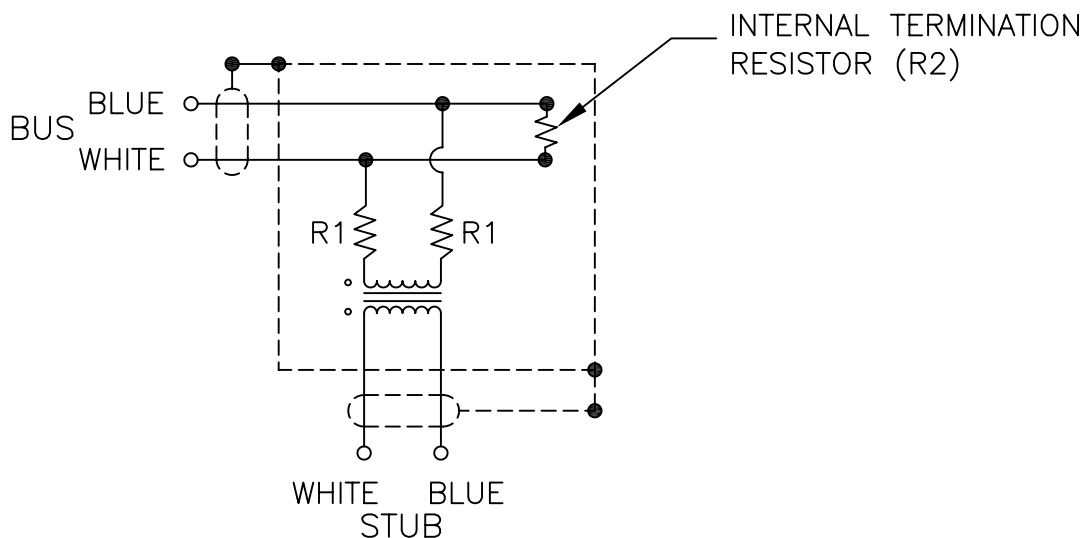 INTERNAL TERMINATION
RESISTOR (R2)
BLUE
BUS
WHITE
R1
R1
WHITE BLUE
STUB